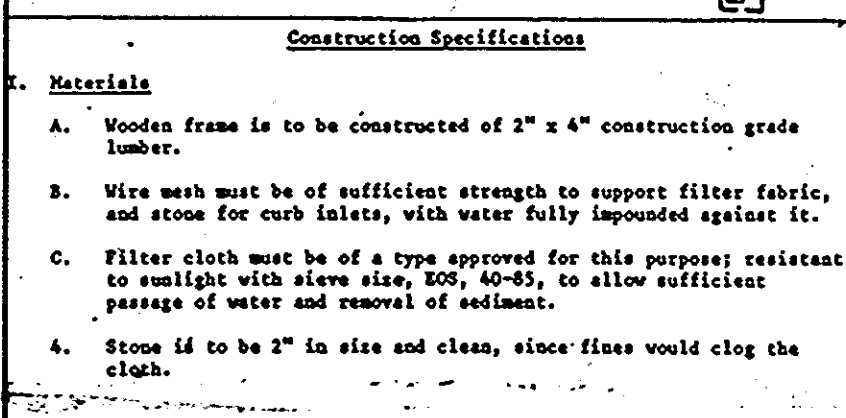 Construction Specifications
I. Materials
A. Wooden frame is to be constructed of 2" x 4" construction grade
lumber.
B. Wire mesh must be of sufficient strength to support filter fabric,
and stone for curb inlets, with water fully impounded against it.
C. Filter cloth must be of a type approved for this purpose; resistant
to sunlight with sieve size, EOS, 40-85, to allow sufficient
passage of water and removal of sediment.
4. Stone is to be 2" in size and clean, since fines would clog the
cloth.